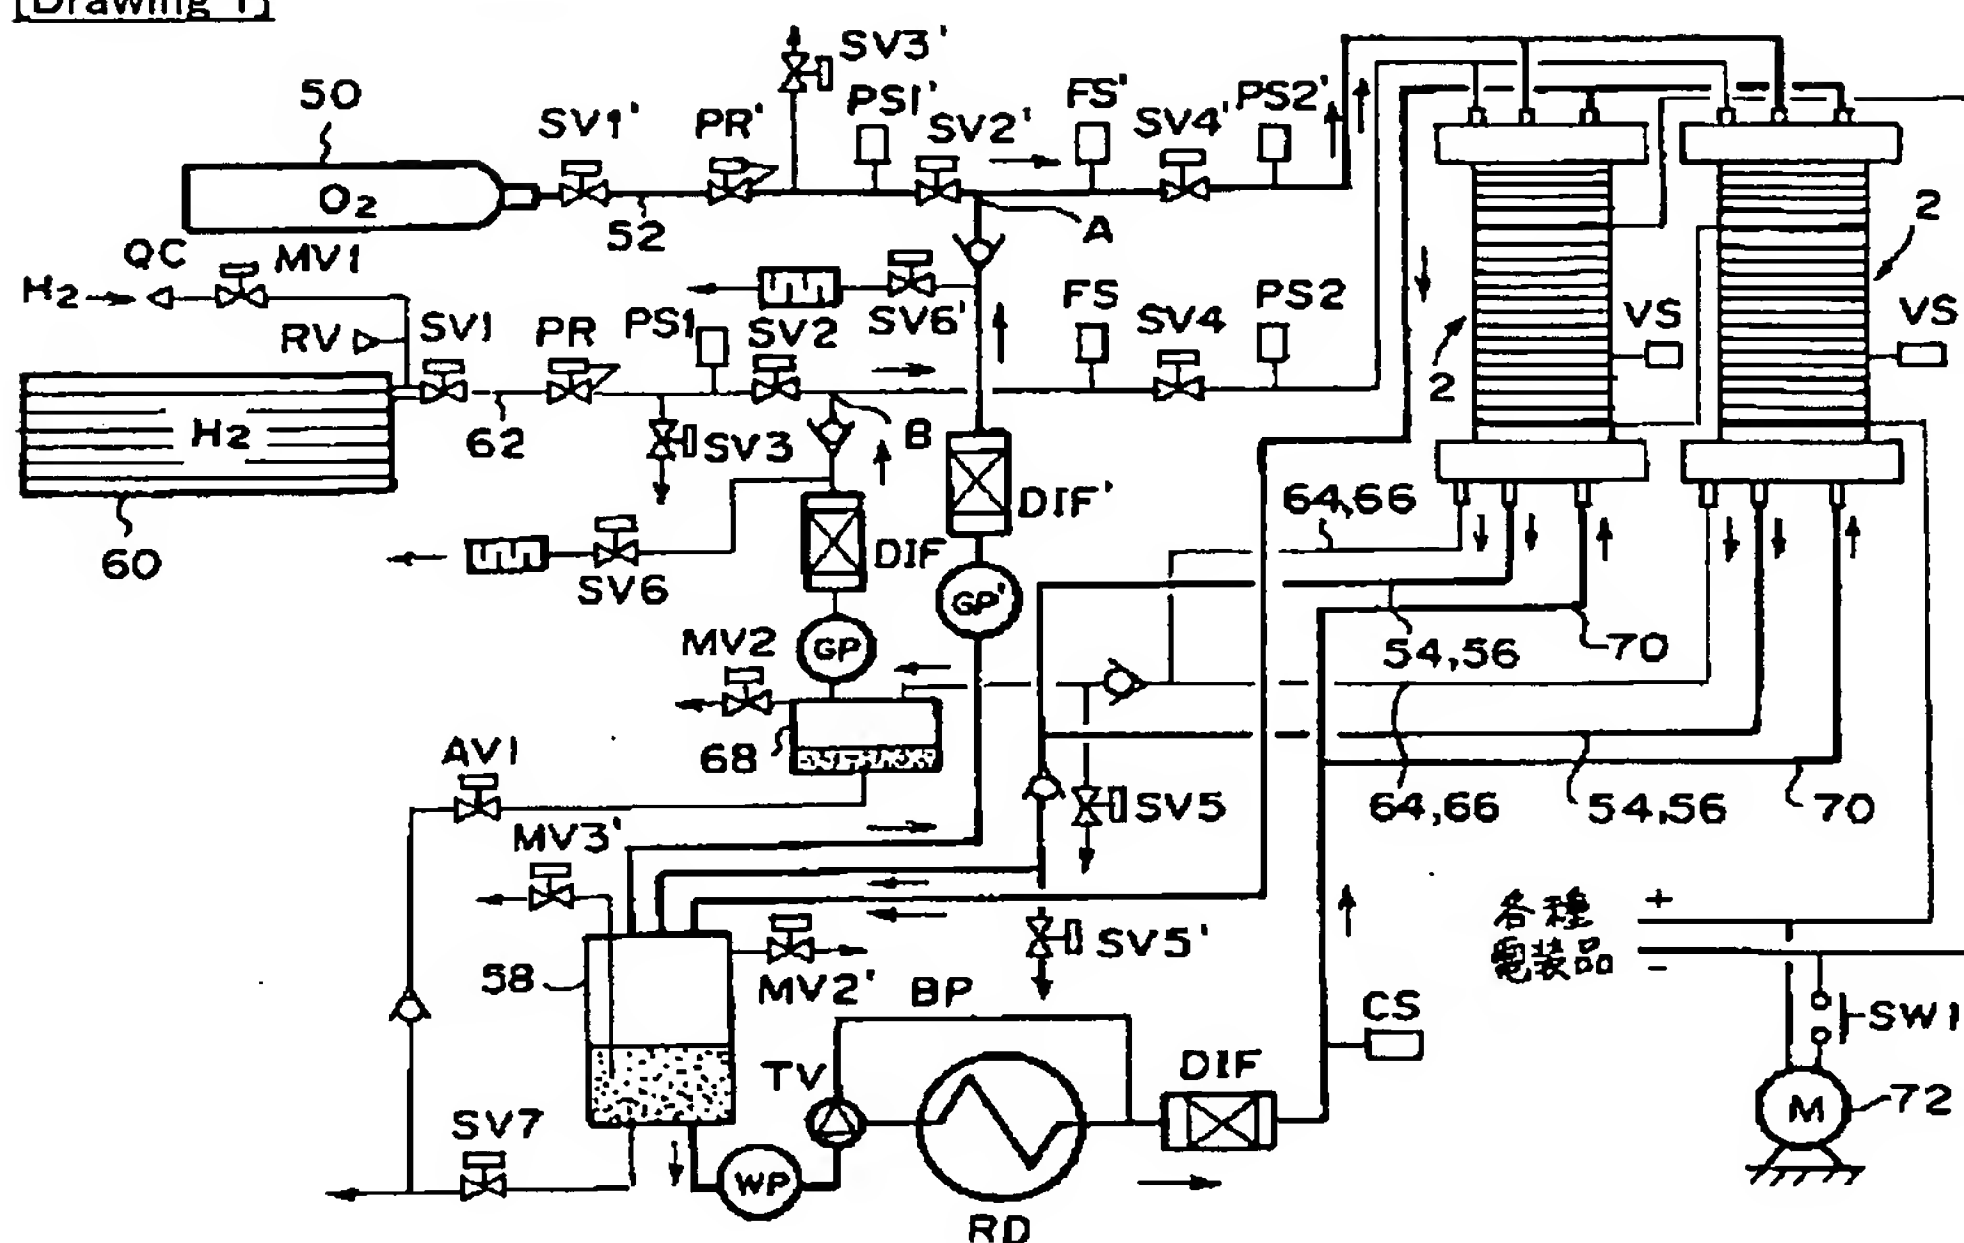 [Drawing 1]
SV3'
50
SV1'
PR'
PS1'
SV2'
FS'
SV4'
PS2'
O2
52
A
2
QC
MV1
H2
RV
SV1
PR
PS1
SV2
SV6'
FS
SV4
PS2
VS
VS
2
H2
62
SV3
B
DIF'
64,66
60
SV6
DIF
GP'
MV2
GP
54,56
70
68
AV1
SV5
64,66
54,56
70
MV3'
各種
電装品
+
−
58
MV2'
SV5'
BP
CS
SW1
TV
DIF
M
72
SV7
WP
RD